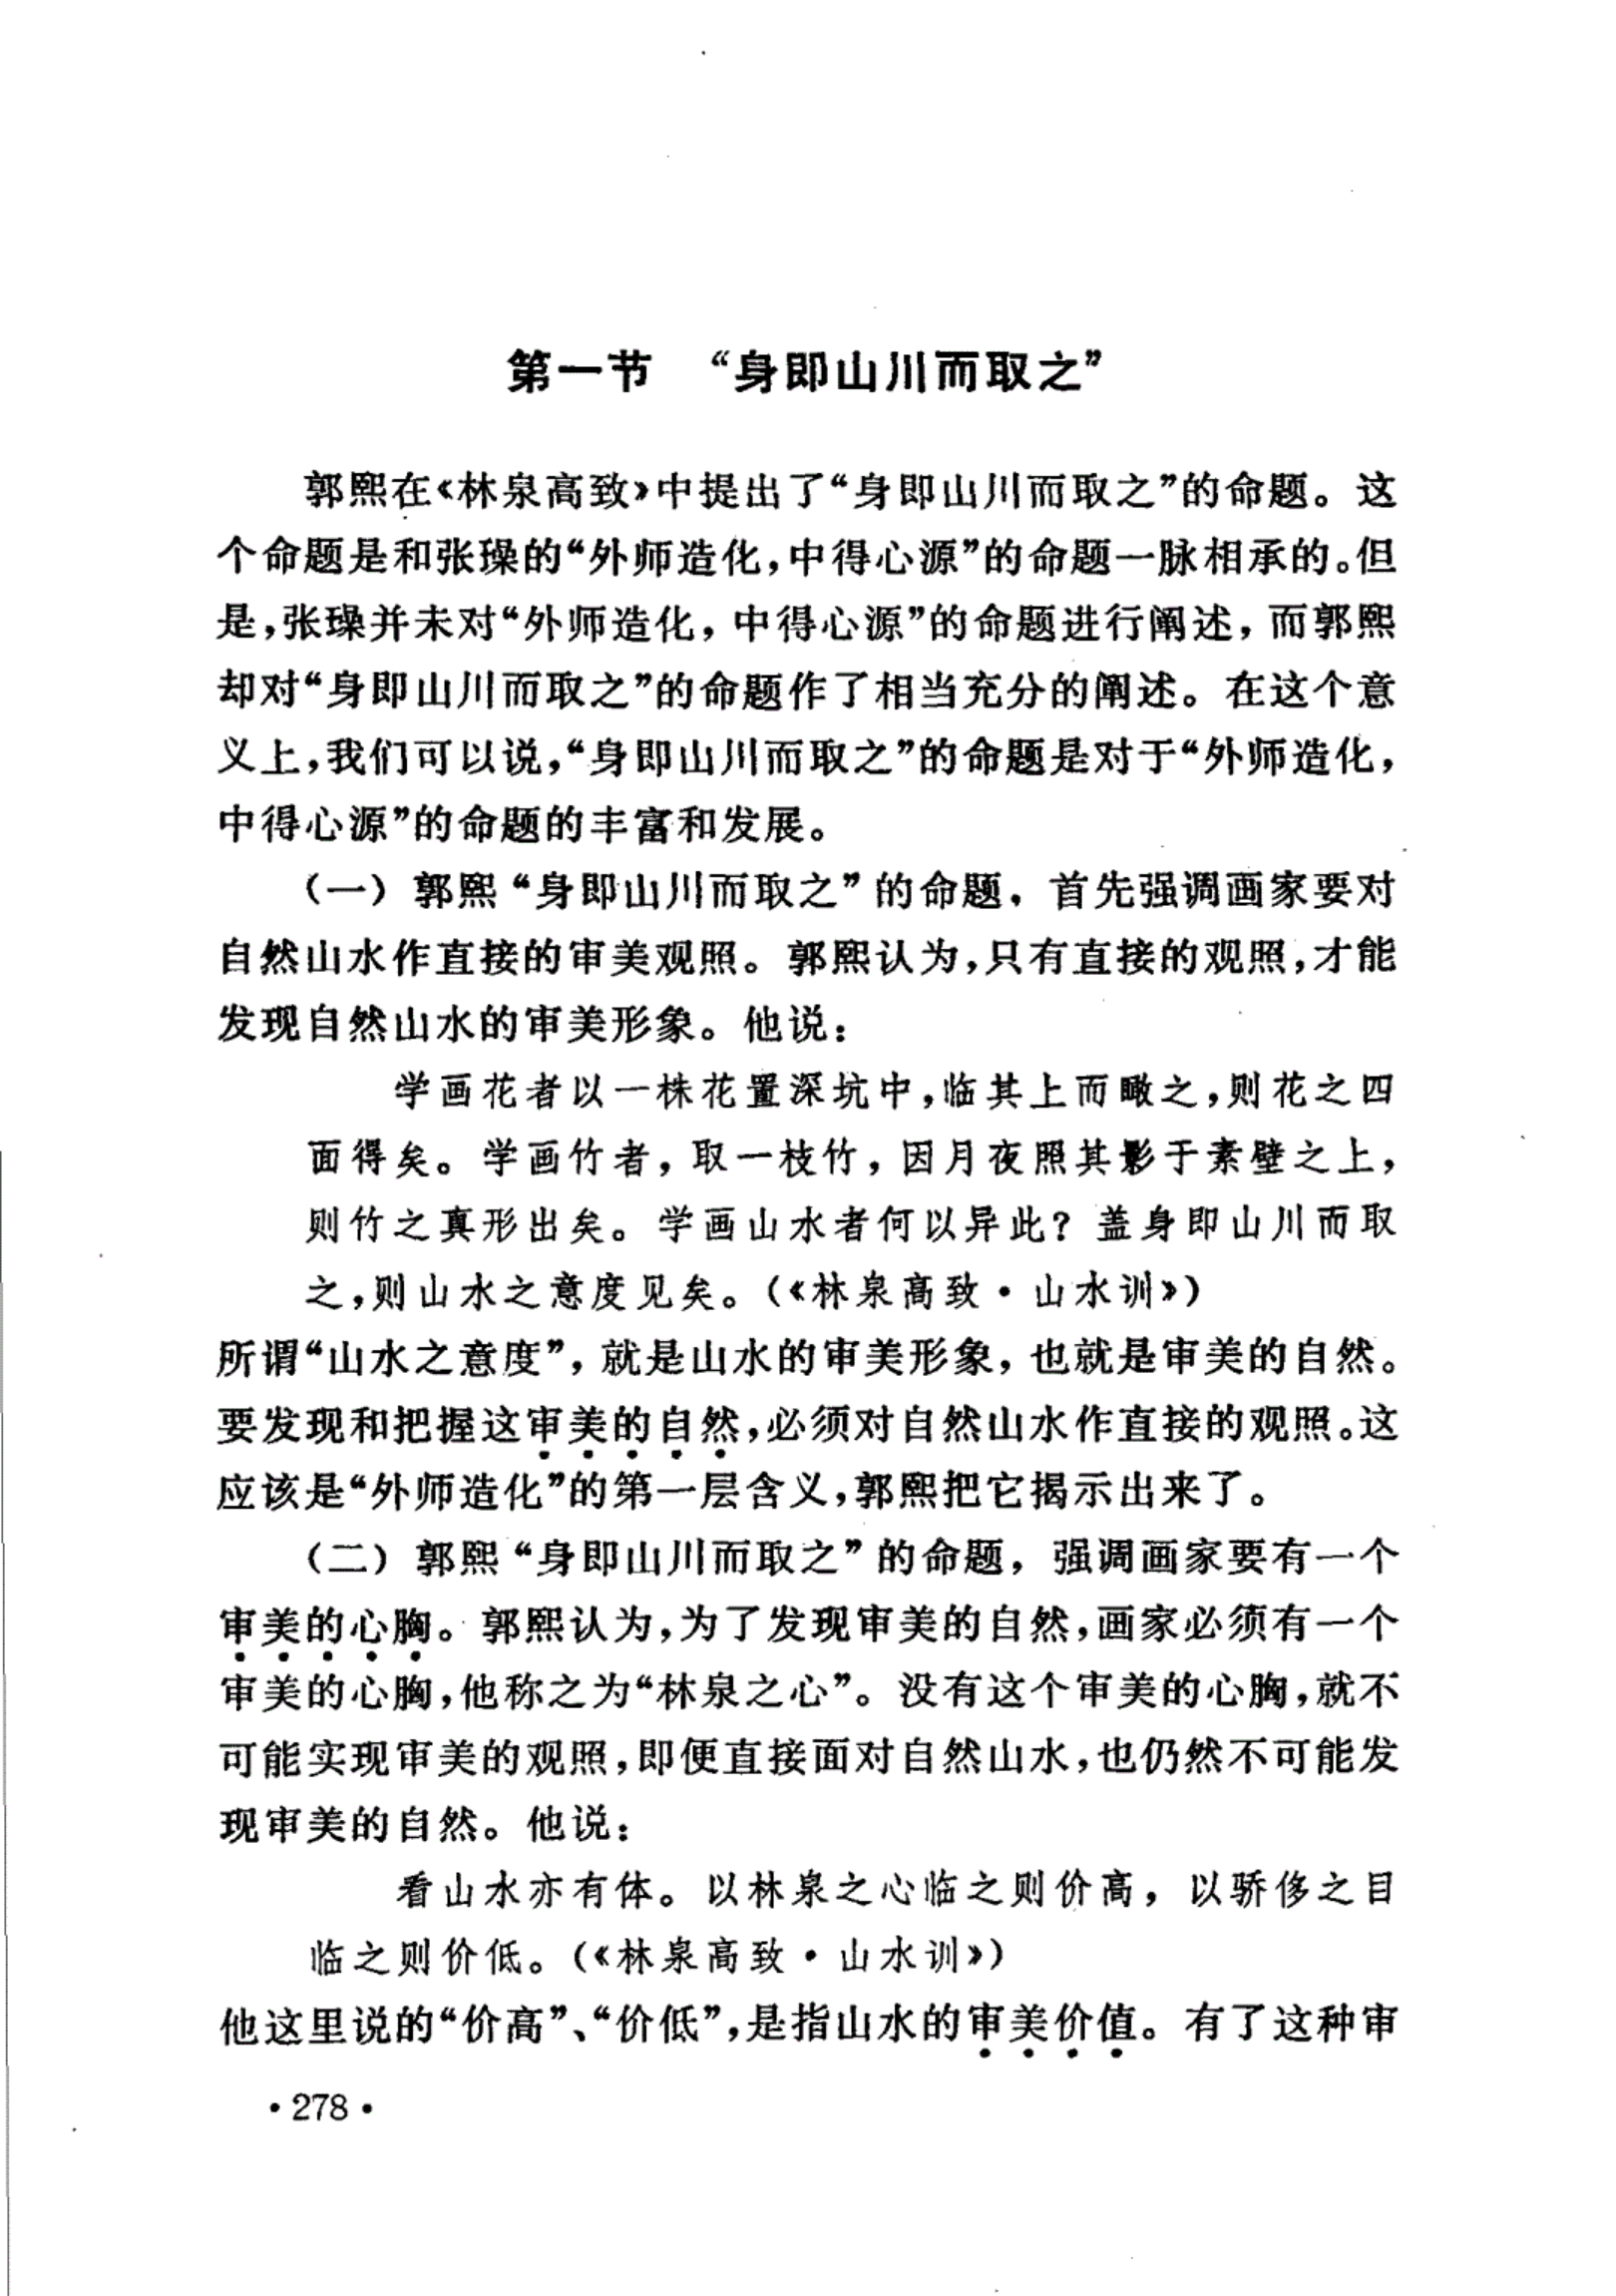 第一节 “身即山川而取之”
郭熙在《林泉高致》中提出了“身即山川而取之”的命题。这
个命题是和张璪的“外师造化，中得心源”的命题一脉相承的。但
是，张璪并未对“外师造化，中得心源”的命题进行阐述，而郭熙
却对“身即山川而取之”的命题作了相当充分的阐述。在这个意
义上，我们可以说，“身即山川而取之”的命题是对于“外师造化，
中得心源”的命题的丰富和发展。
（一）郭熙“身即山川而取之”的命题，首先强调画家要对
自然山水作直接的审美观照。郭熙认为，只有直接的观照，才能
发现自然山水的审美形象。他说：
学画花者以一株花置深坑中，临其上而瞰之，则花之四
面得矣。学画竹者，取一枝竹，因月夜照其影于素壁之上，
则竹之真形出矣。学画山水者何以异此？盖身即山川而取
之，则山水之意度见矣。（《林泉高致·山水训》）
所谓“山水之意度”，就是山水的审美形象，也就是审美的自然。
要发现和把握这审美的自然，必须对自然山水作直接的观照。这
应该是“外师造化”的第一层含义，郭熙把它揭示出来了。
（二）郭熙“身即山川而取之”的命题，强调画家要有一个
审美的心胸。郭熙认为，为了发现审美的自然，画家必须有一个
审美的心胸，他称之为“林泉之心”。没有这个审美的心胸，就不
可能实现审美的观照，即便直接面对自然山水，也仍然不可能发
现审美的自然。他说：
看山水亦有体。以林泉之心临之则价高，以骄侈之目
临之则价低。（《林泉高致·山水训》）
他这里说的“价高”、“价低”，是指山水的审美价值。有了这种审
·278·